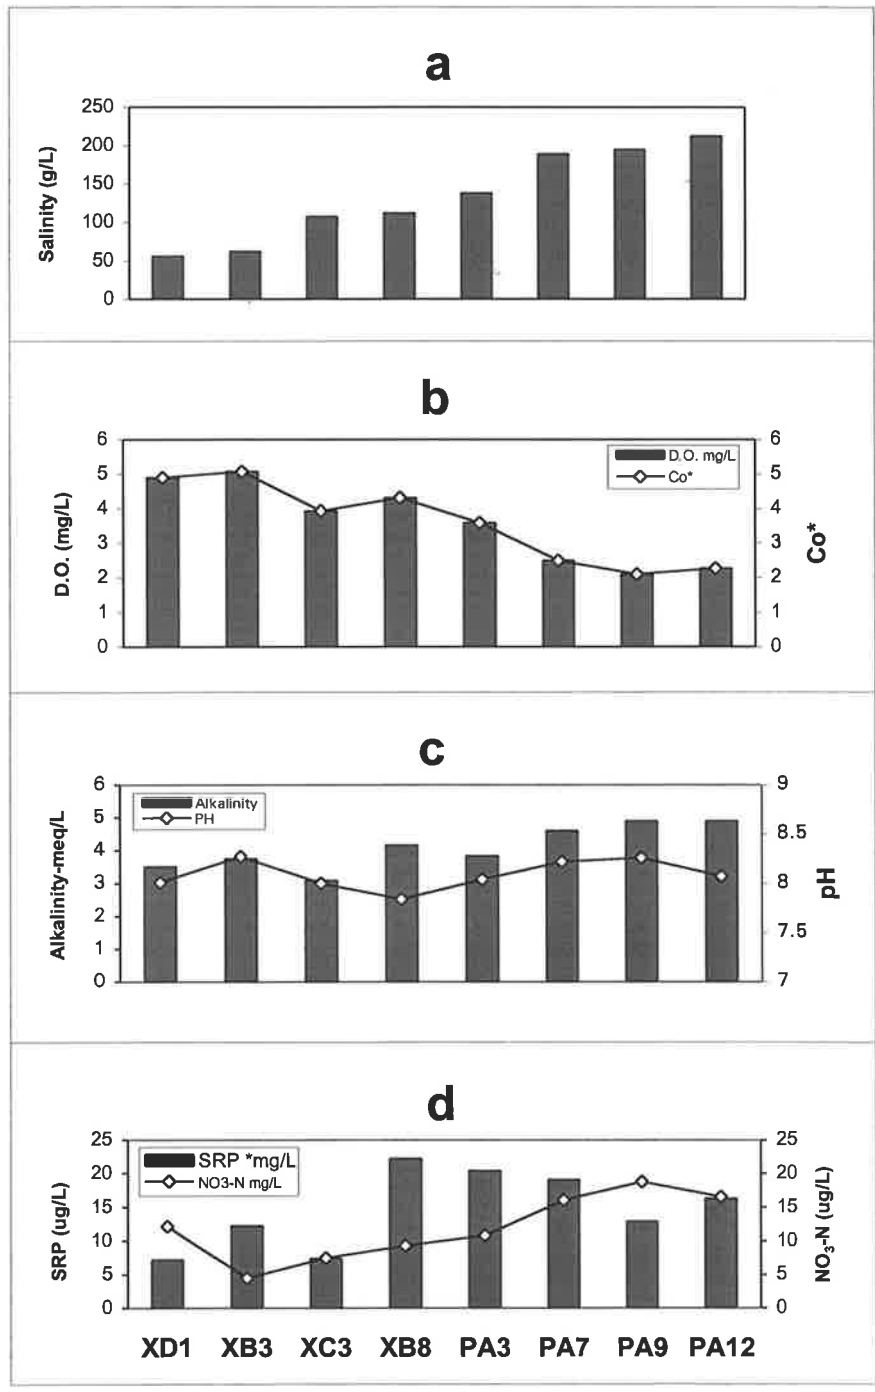 a
250
200
150
100
50
0
Salinity (g/L)
b
6
5
4
3
2
1
0
D.O. (mg/L)
D.O. mg/L
Co*
6
5
4
3
2
1
0
Co*
c
6
5
4
3
2
1
0
Alkalinity-meq/L
Alkalinity
PH
9
8.5
8
7.5
7
pH
d
25
20
15
10
5
0
SRP (ug/L)
SRP *mg/L
NO3-N mg/L
25
20
15
10
5
0
NO₃-N (ug/L)
XD1 XB3 XC3 XB8 PA3 PA7 PA9 PA12